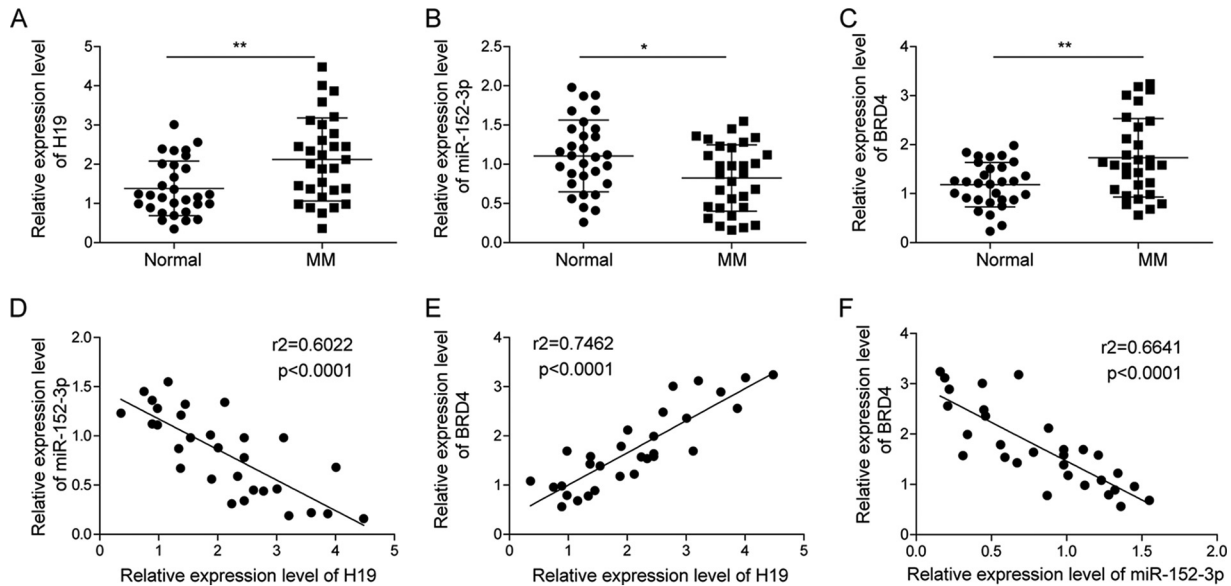 A
Relative expression level
of H19
5
4
3
2
1
0
**
Normal
MM
B
Relative expression level
of miR-152-3p
2.5
2.0
1.5
1.0
0.5
0.0
*
Normal
MM
C
Relative expression level
of BRD4
4
3
2
1
0
**
Normal
MM
D
Relative expression level
of miR-152-3p
2.0
1.5
1.0
0.5
0.0
r2=0.6022
p<0.0001
0 1 2 3 4 5
Relative expression level of H19
E
Relative expression level
of BRD4
4
3
2
1
0
r2=0.7462
p<0.0001
0 1 2 3 4 5
Relative expression level of H19
F
Relative expression level
of BRD4
4
3
2
1
0
r2=0.6641
p<0.0001
0.0 0.5 1.0 1.5 2.0
Relative expression level of miR-152-3p